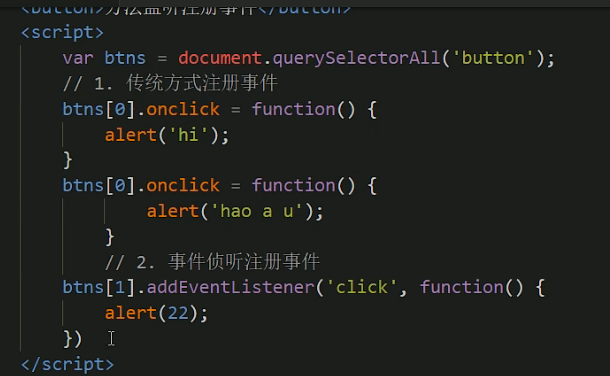 <button>方法监听注册事件</button>
<script>
var btns = document.querySelectorAll('button');
// 1. 传统方式注册事件
btns[0].onclick = function() {
alert('hi');
}
btns[0].onclick = function() {
alert('hao a u');
}
// 2. 事件侦听注册事件
btns[1].addEventListener('click', function() {
alert(22);
})
</script>